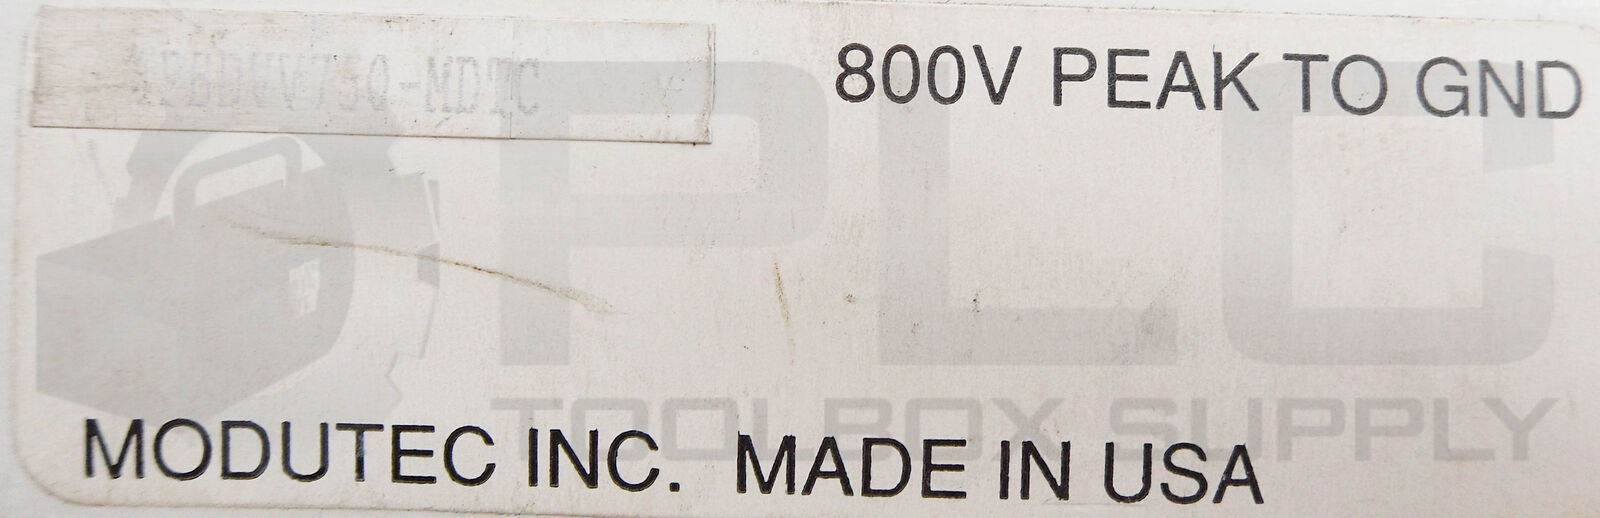 800V PEAK TO GND
PLC
TOOLBOX SUPPLY
MODUTEC INC. MADE IN USA